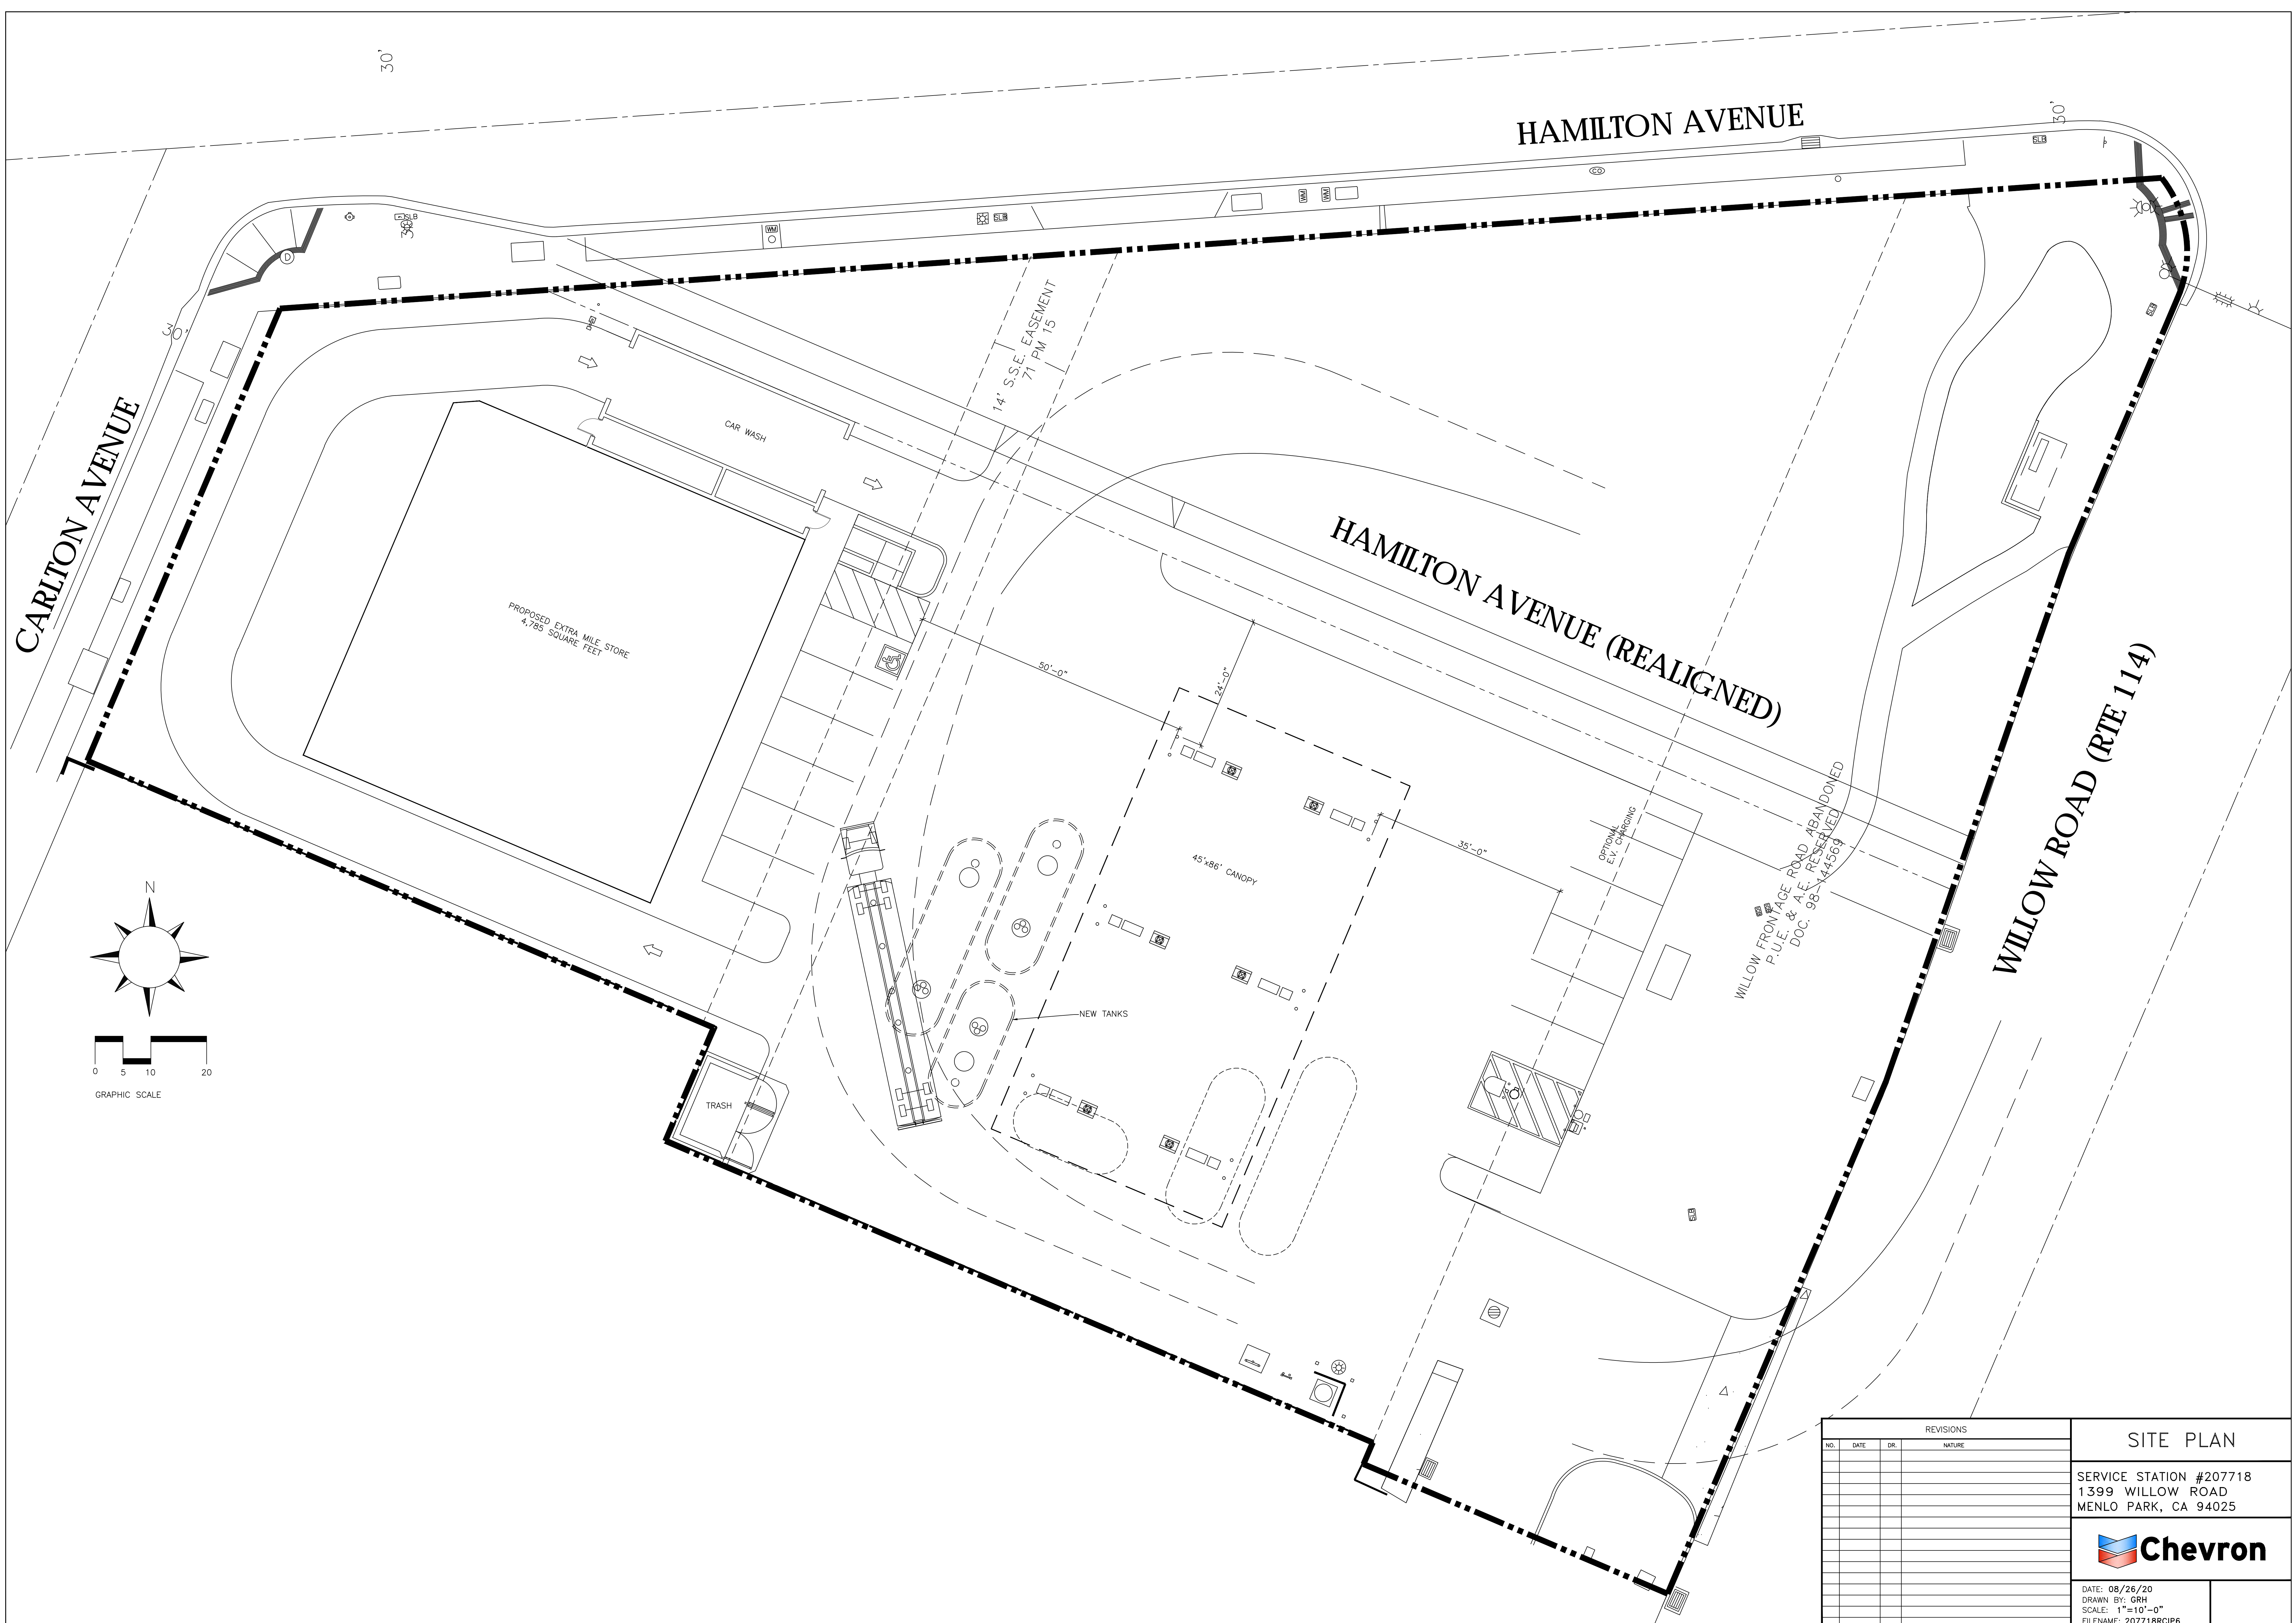 30'
HAMILTON AVENUE
30'
SLB
CO
WM
WM
SLB
SLB
WM
D
30'
SLB
14' S.S.E. EASEMENT
71 PM 15
CAR WASH
CARLTON AVENUE
HAMILTON AVENUE (REALIGNED)
PROPOSED EXTRA MILE STORE
4,785 SQUARE FEET
50'-0"
24'-0"
WILLOW ROAD (RTE 114)
OPTIONAL
E.V. CHARGING
35'-0"
45'x86' CANOPY
WILLOW FRONTAGE ROAD ABANDONED
P.U.E. & A.E. RESERVED
DOC. 98-144569
N
NEW TANKS
0 5 10 20
GRAPHIC SCALE
TRASH
SLB
REVISIONS
NO. DATE DR. NATURE
SITE PLAN
SERVICE STATION #207718
1399 WILLOW ROAD
MENLO PARK, CA 94025
Chevron
DATE: 08/26/20
DRAWN BY: GRH
SCALE: 1"=10'-0"
FILENAME: 207718RCIP6